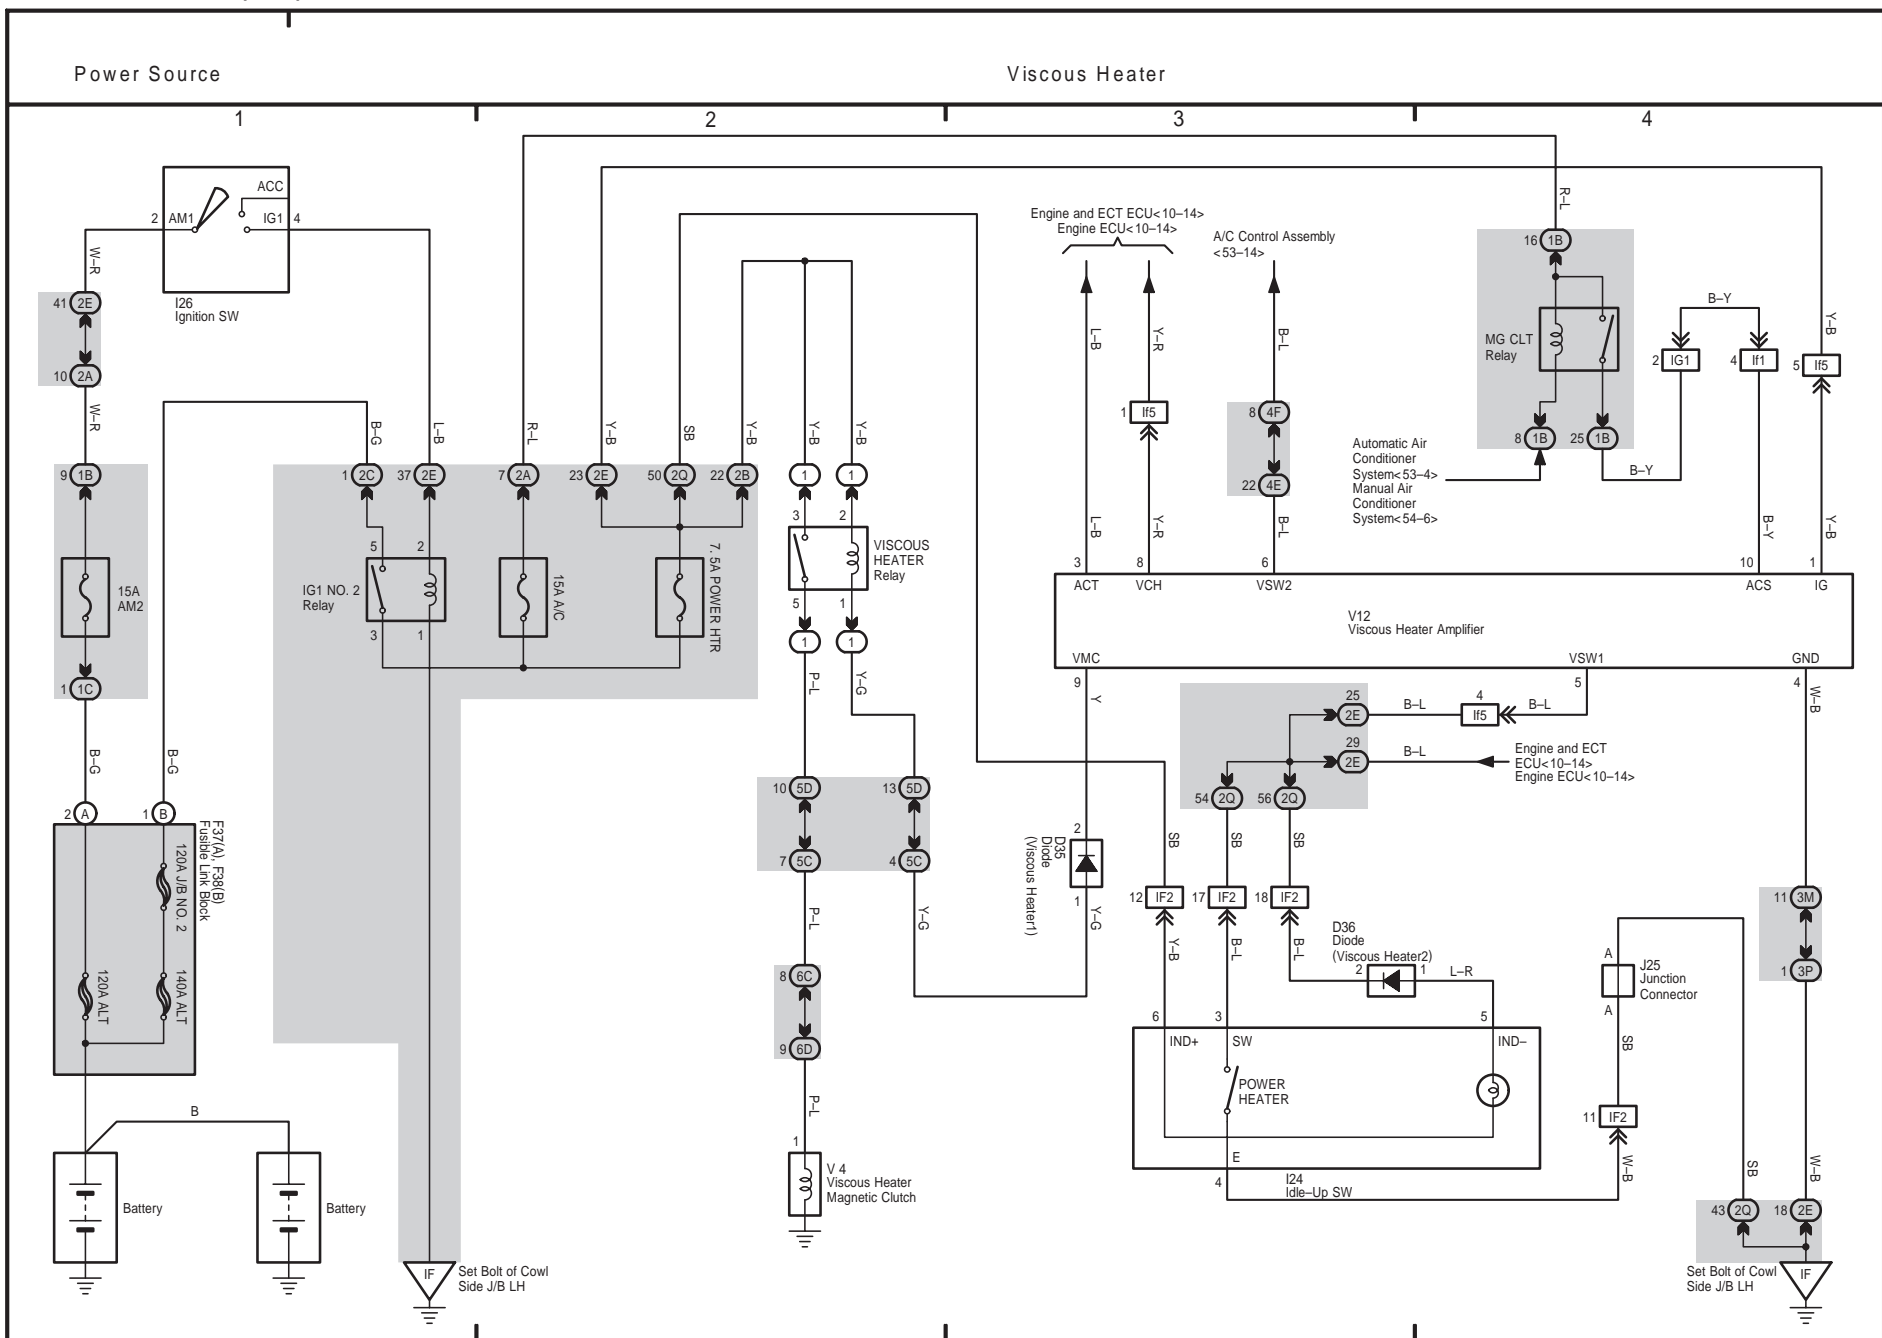 Power Source
Viscous Heater
1
2
3
4
ACC
2
AM1
IG1
4
I26
Ignition SW
W–R
41
2E
10
2A
W–R
9
1B
15A
AM2
1
1C
B–G
B–G
2
A
1
B
F37(A), F38(B)
Fusible Link Block
120A J/B NO. 2
120A ALT
140A ALT
B
Battery
Battery
B–G
L–B
1
2C
37
2E
5
2
IG1 NO. 2
Relay
3
1
IF
Set Bolt of Cowl
Side J/B LH
R–L
Y–B
SB
Y–B
Y–B
Y–B
7
2A
23
2E
50
2Q
22
2B
15A A/C
7. 5A POWER HTR
1
1
3
2
VISCOUS
HEATER
Relay
5
1
1
1
P–L
Y–G
10
5D
13
5D
7
5C
4
5C
P–L
Y–G
8
6C
9
6D
P–L
1
V 4
Viscous Heater
Magnetic Clutch
Engine and ECT ECU<10–14>
Engine ECU<10–14>
A/C Control Assembly
<53–14>
L–B
Y–R
B–L
1
If5
8
4F
22
4E
L–B
Y–R
B–L
R–L
16
1B
MG CLT
Relay
8
1B
25
1B
B–Y
2
IG1
4
If1
Y–B
5
If5
Automatic Air
Conditioner
System<53–4>
Manual Air
Conditioner
System<54–6>
B–Y
B–Y
Y–B
3
8
6
10
1
ACT
VCH
VSW2
ACS
IG
V12
Viscous Heater Amplifier
VMC
VSW1
GND
9
5
4
Y
W–B
25
2E
B–L
4
If5
B–L
29
2E
B–L
Engine and ECT
ECU<10–14>
Engine ECU<10–14>
54
2Q
56
2Q
2
D35
Diode
(Viscous Heater1)
1
Y–G
SB
SB
SB
12
IF2
17
IF2
18
IF2
Y–B
B–L
B–L
D36
Diode
(Viscous Heater2)
2
1
L–R
6
3
5
IND+
SW
IND–
POWER
HEATER
E
4
I24
Idle–Up SW
A
J25
Junction
Connector
A
SB
11
IF2
W–B
11
3M
1
3P
SB
W–B
43
2Q
18
2E
Set Bolt of Cowl
Side J/B LH
IF